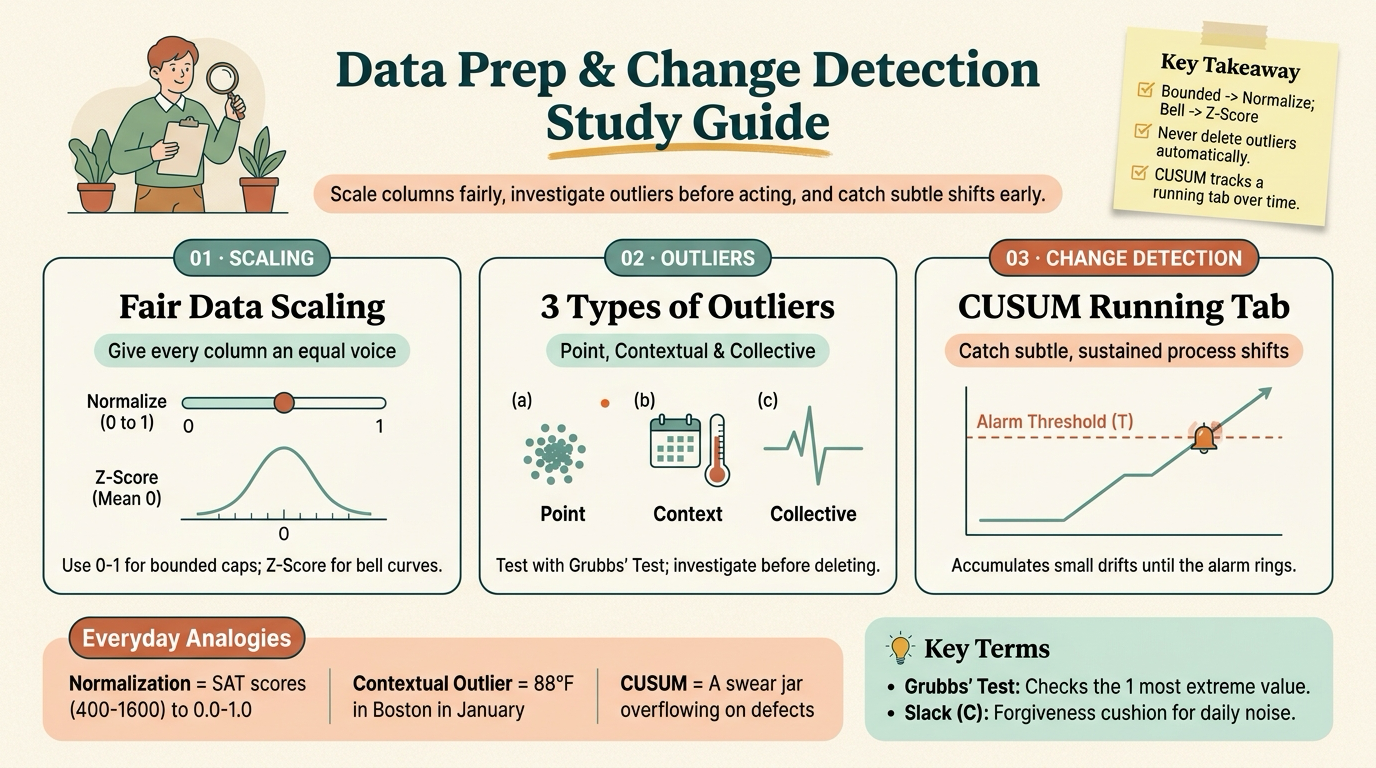 Data Prep & Change Detection
Study Guide
Scale columns fairly, investigate outliers before acting, and catch subtle shifts early.
Key Takeaway
Bounded -> Normalize;
Bell -> Z-Score
Never delete outliers
automatically.
CUSUM tracks a
running tab over time.
01 · SCALING
Fair Data Scaling
Give every column an equal voice
Normalize
(0 to 1)
0 1
Z-Score
(Mean 0)
0
Use 0-1 for bounded caps; Z-Score for bell curves.
02 · OUTLIERS
3 Types of Outliers
Point, Contextual & Collective
(a) (b) (c)
Point Context Collective
Test with Grubbs' Test; investigate before deleting.
03 · CHANGE DETECTION
CUSUM Running Tab
Catch subtle, sustained process shifts
Alarm Threshold (T)
Accumulates small drifts until the alarm rings.
Everyday Analogies
Normalization = SAT scores
(400-1600) to 0.0-1.0
Contextual Outlier = 88°F
in Boston in January
CUSUM = A swear jar
overflowing on defects
Key Terms
• Grubbs' Test: Checks the 1 most extreme value.
• Slack (C): Forgiveness cushion for daily noise.